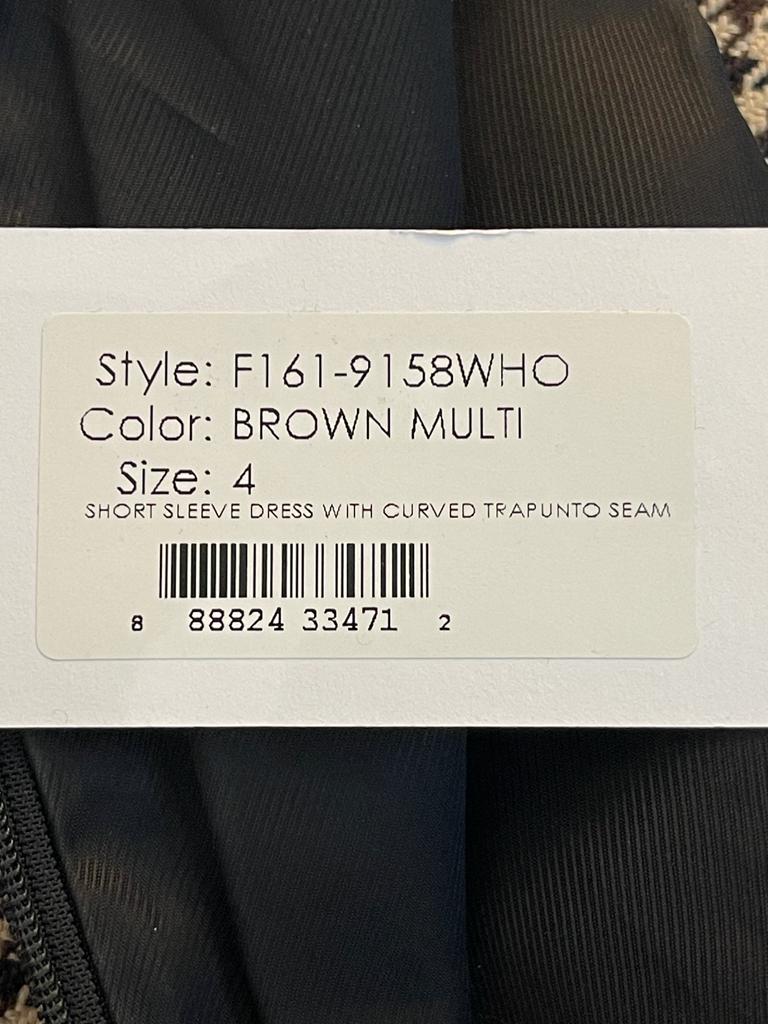 Style: F161-9158WHO
Color: BROWN MULTI
Size: 4
SHORT SLEEVE DRESS WITH CURVED TRAPUNTO SEAM
8 88824 33471 2